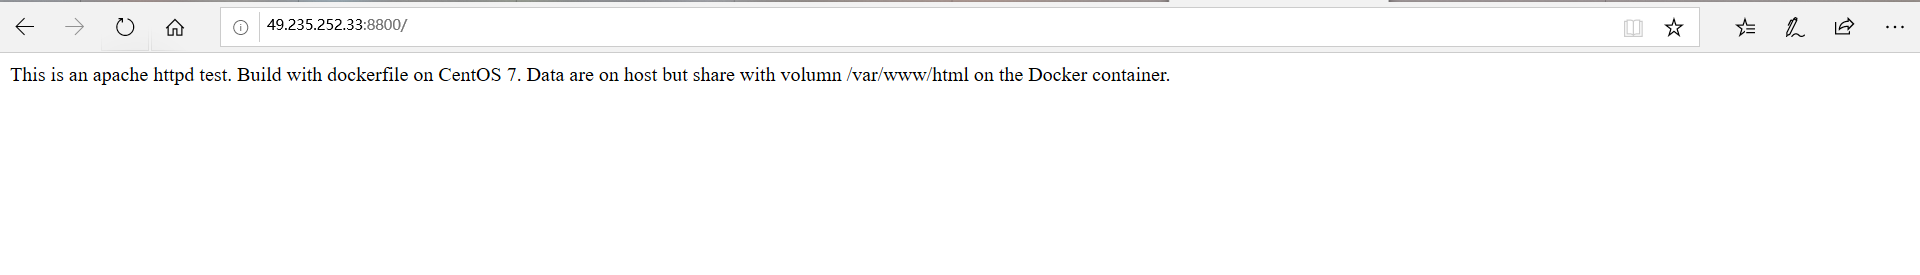 49.235.252.33:8800/
This is an apache httpd test. Build with dockerfile on CentOS 7. Data are on host but share with volumn /var/www/html on the Docker container.